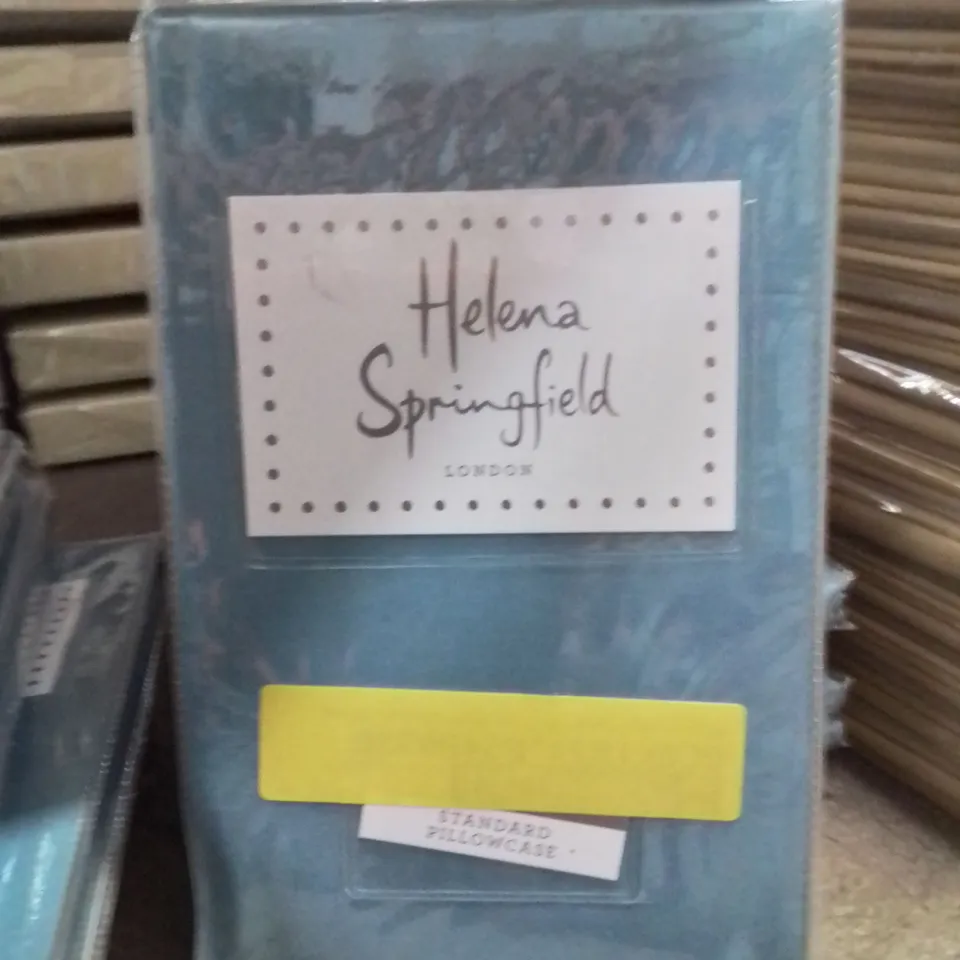 Helena
Springfield
LONDON
STANDARD
PILLOWCASE